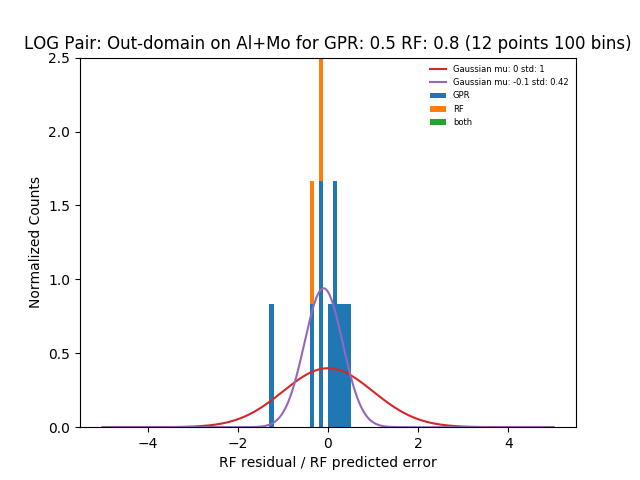 LOG Pair: Out-domain on Al+Mo for GPR: 0.5 RF: 0.8 (12 points 100 bins)
Gaussian mu: 0 std: 1
Gaussian mu: -0.1 std: 0.42
GPR
RF
both
Normalized Counts
2.5
2.0
1.5
1.0
0.5
0.0
−4 −2 0 2 4
RF residual / RF predicted error